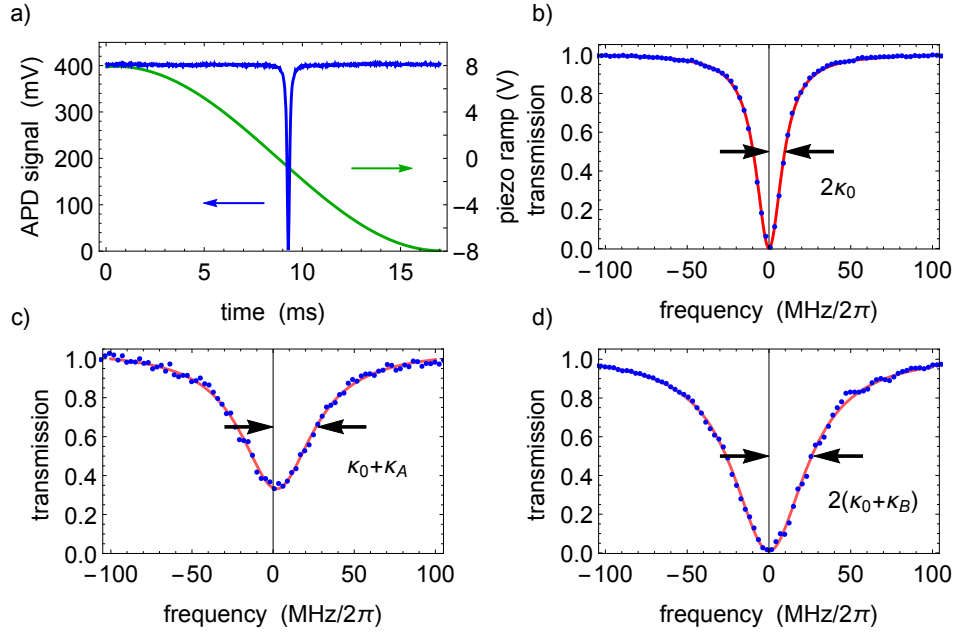 a)
APD signal (mV)
400
300
200
100
0
8
4
0
-4
-8
piezo ramp (V)
0 5 10 15
time (ms)
b)
transmission
1.0
0.8
0.6
0.4
0.2
0.0
2κ0
-100 -50 0 50 100
frequency (MHz/2π)
c)
transmission
1.0
0.8
0.6
0.4
0.2
0.0
κ0+κA
-100 -50 0 50 100
frequency (MHz/2π)
d)
transmission
1.0
0.8
0.6
0.4
0.2
0.0
2(κ0+κB)
-100 -50 0 50 100
frequency (MHz/2π)